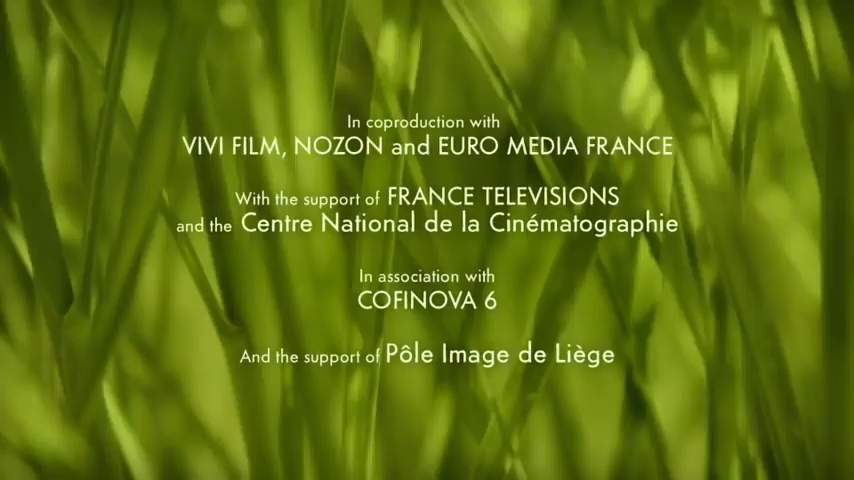 In coproduction with
VIVI FILM, NOZON and EURO MEDIA FRANCE
With the support of FRANCE TELEVISIONS
and the Centre National de la Cinématographie
In association with
COFINOVA 6
And the support of Pôle Image de Liège